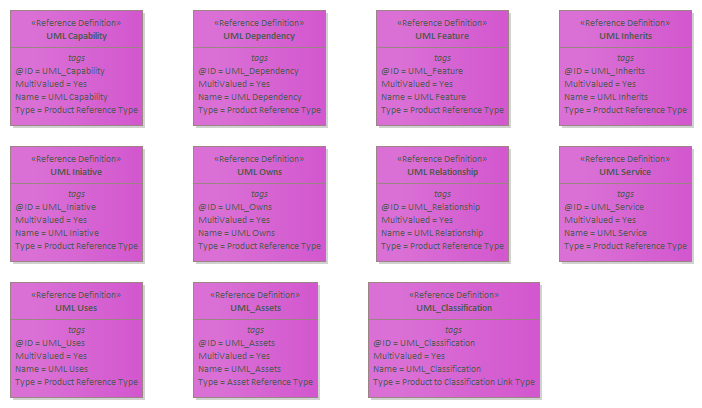 «Reference Definition»
UML Capability
tags
@ID = UML_Capability
MultiValued = Yes
Name = UML Capability
Type = Product Reference Type
«Reference Definition»
UML Dependency
tags
@ID = UML_Dependency
MultiValued = Yes
Name = UML Dependency
Type = Product Reference Type
«Reference Definition»
UML Feature
tags
@ID = UML_Feature
MultiValued = Yes
Name = UML Feature
Type = Product Reference Type
«Reference Definition»
UML Inherits
tags
@ID = UML_Inherits
MultiValued = Yes
Name = UML Inherits
Type = Product Reference Type
«Reference Definition»
UML Iniative
tags
@ID = UML_Iniative
MultiValued = Yes
Name = UML Iniative
Type = Product Reference Type
«Reference Definition»
UML Owns
tags
@ID = UML_Owns
MultiValued = Yes
Name = UML Owns
Type = Product Reference Type
«Reference Definition»
UML Relationship
tags
@ID = UML_Relationship
MultiValued = Yes
Name = UML Relationship
Type = Product Reference Type
«Reference Definition»
UML Service
tags
@ID = UML_Service
MultiValued = Yes
Name = UML Service
Type = Product Reference Type
«Reference Definition»
UML Uses
tags
@ID = UML_Uses
MultiValued = Yes
Name = UML Uses
Type = Product Reference Type
«Reference Definition»
UML_Assets
tags
@ID = UML_Assets
MultiValued = Yes
Name = UML_Assets
Type = Asset Reference Type
«Reference Definition»
UML_Classification
tags
@ID = UML_Classification
MultiValued = Yes
Name = UML_Classification
Type = Product to Classification Link Type